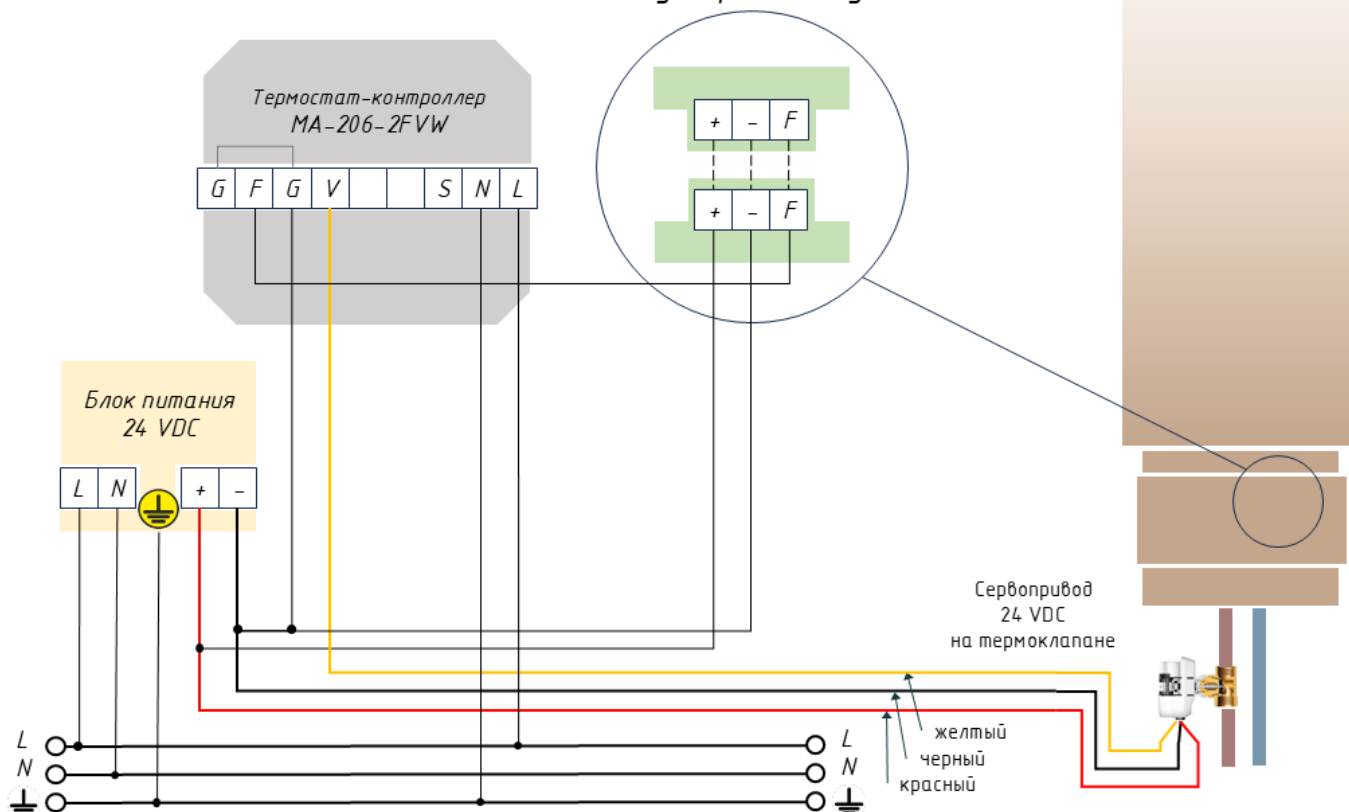 Термостат-контроллер
MA-206-2FVW
+ - F
G F G V S N L
+ - F
Блок питания
24 VDC
L N + -
Сервопривод
24 VDC
на термоклапане
желтый
черный
красный
L L
N N